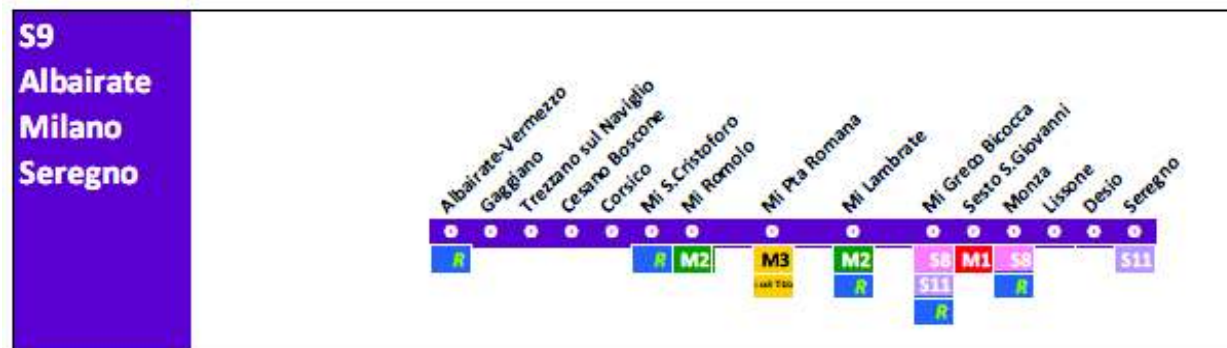 S9
Albairate
Milano
Seregno
Albairate-Vermezzo
Gaggiano
Trezzano sul Naviglio
Cesano Boscone
Corsico
Mi S.Cristoforo
Mi Romolo
Mi Pta Romana
Mi Lambrate
Mi Greco Bicocca
Sesto S.Giovanni
Monza
Lissone
Desio
Seregno
R R M2 M3 M2 S8 M1 S8 S11
R S11 R
R